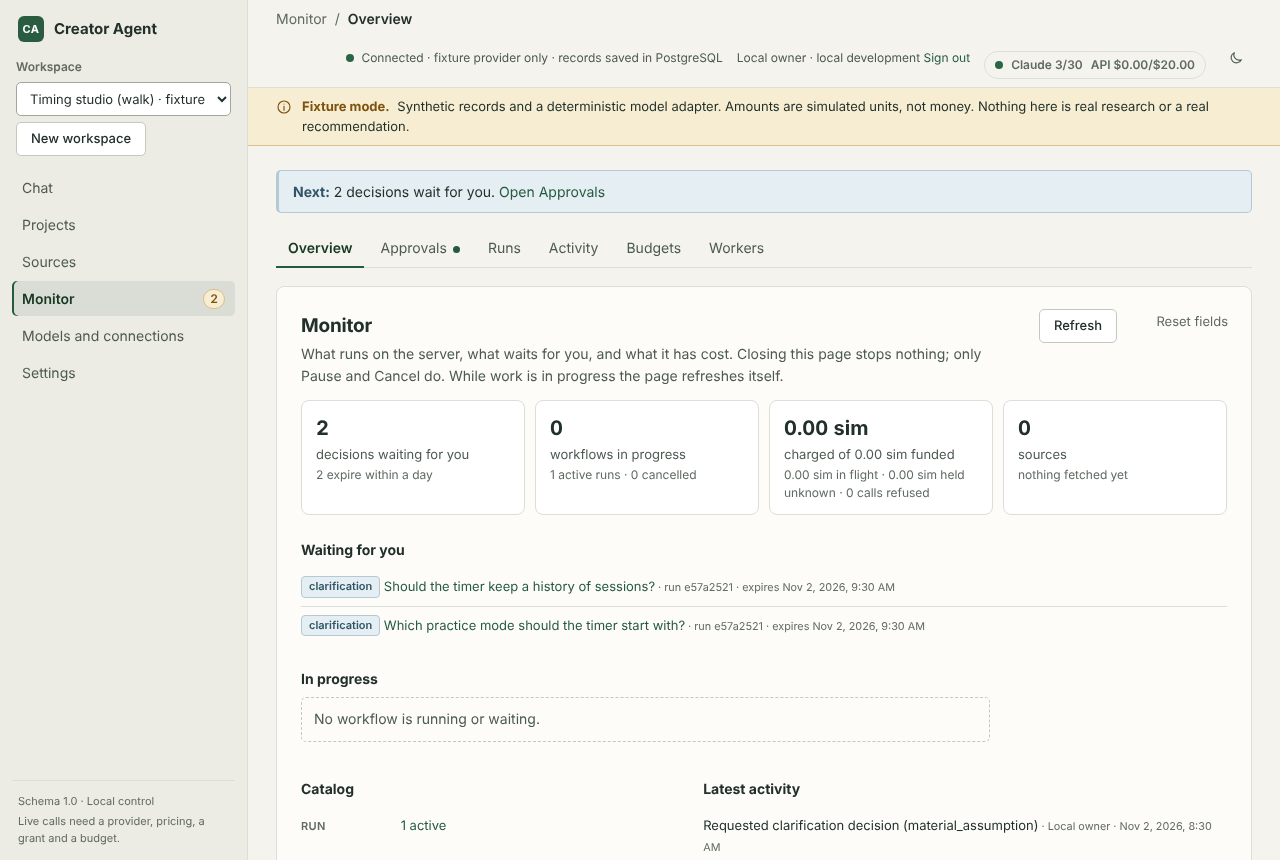 CA Creator Agent
Workspace
Timing studio (walk) · fixture
New workspace
Chat
Projects
Sources
Monitor 2
Models and connections
Settings
Schema 1.0 · Local control
Live calls need a provider, pricing, a
grant and a budget.
Monitor / Overview
Connected · fixture provider only · records saved in PostgreSQL Local owner · local development Sign out Claude 3/30 API $0.00/$20.00
Fixture mode. Synthetic records and a deterministic model adapter. Amounts are simulated units, not money. Nothing here is real research or a real
recommendation.
Next: 2 decisions wait for you. Open Approvals
Overview Approvals Runs Activity Budgets Workers
Monitor
Refresh Reset fields
What runs on the server, what waits for you, and what it has cost. Closing this page stops nothing; only
Pause and Cancel do. While work is in progress the page refreshes itself.
2
decisions waiting for you
2 expire within a day
0
workflows in progress
1 active runs · 0 cancelled
0.00 sim
charged of 0.00 sim funded
0.00 sim in flight · 0.00 sim held
unknown · 0 calls refused
0
sources
nothing fetched yet
Waiting for you
clarification Should the timer keep a history of sessions? · run e57a2521 · expires Nov 2, 2026, 9:30 AM
clarification Which practice mode should the timer start with? · run e57a2521 · expires Nov 2, 2026, 9:30 AM
In progress
No workflow is running or waiting.
Catalog
RUN 1 active
Latest activity
Requested clarification decision (material_assumption) · Local owner · Nov 2, 2026, 8:30
AM